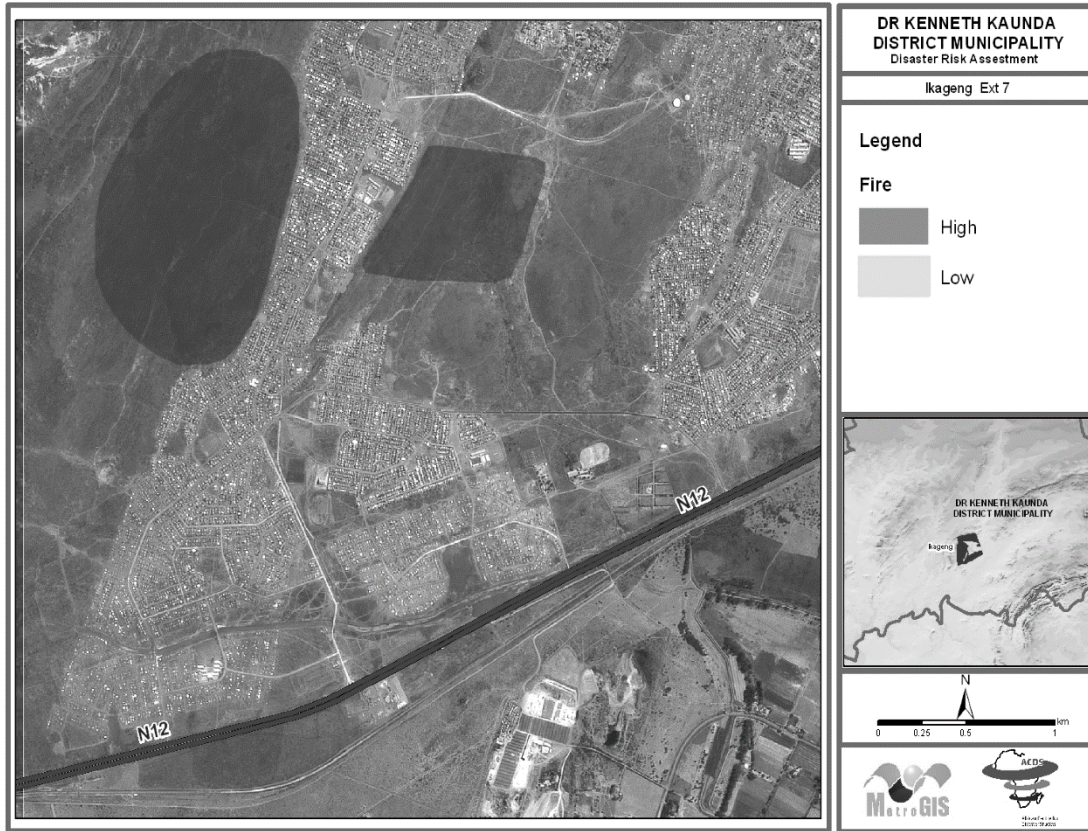 DR KENNETH KAUNDA
DISTRICT MUNICIPALITY
Disaster Risk Assestment
Ikageng Ext 7
Legend
Fire
High
Low
N12
N12
DR KENNETH KAUNDA
DISTRICT MUNICIPALITY
Ikageng
N
km
0 0.25 0.5 1
MetroGIS
ACDS